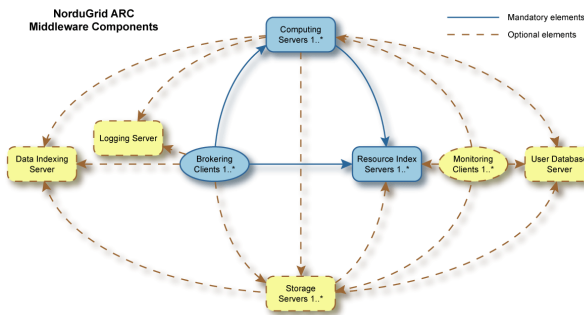 NorduGrid ARC
Middleware Components
Computing
Servers 1..*
Mandatory elements
Optional elements
Logging Server
Data Indexing
Server
Brokering
Clients 1..*
Resource Index
Servers 1..*
Monitoring
Clients 1..*
User Database
Server
Storage
Servers 1..*